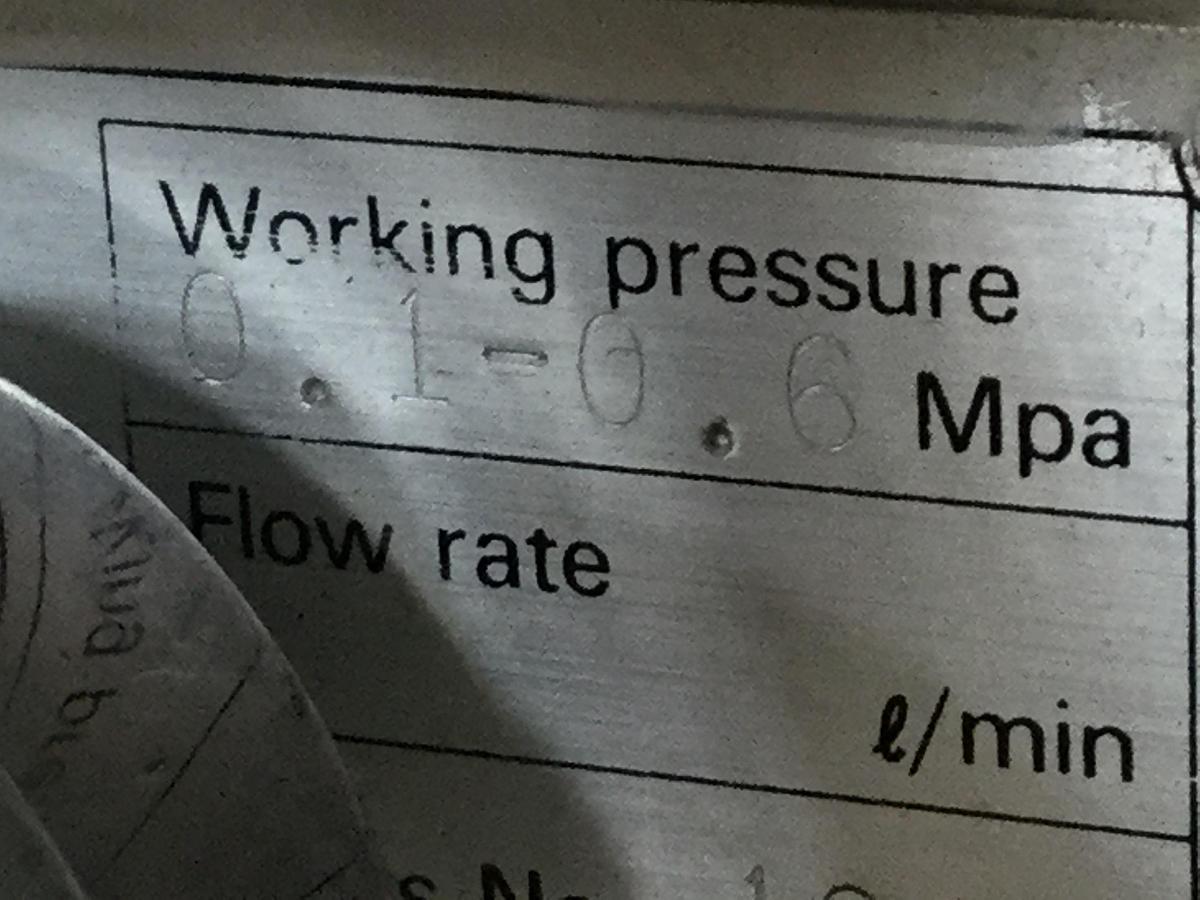 Working pressure
0.1-0.6 Mpa
Flow rate
ℓ/min